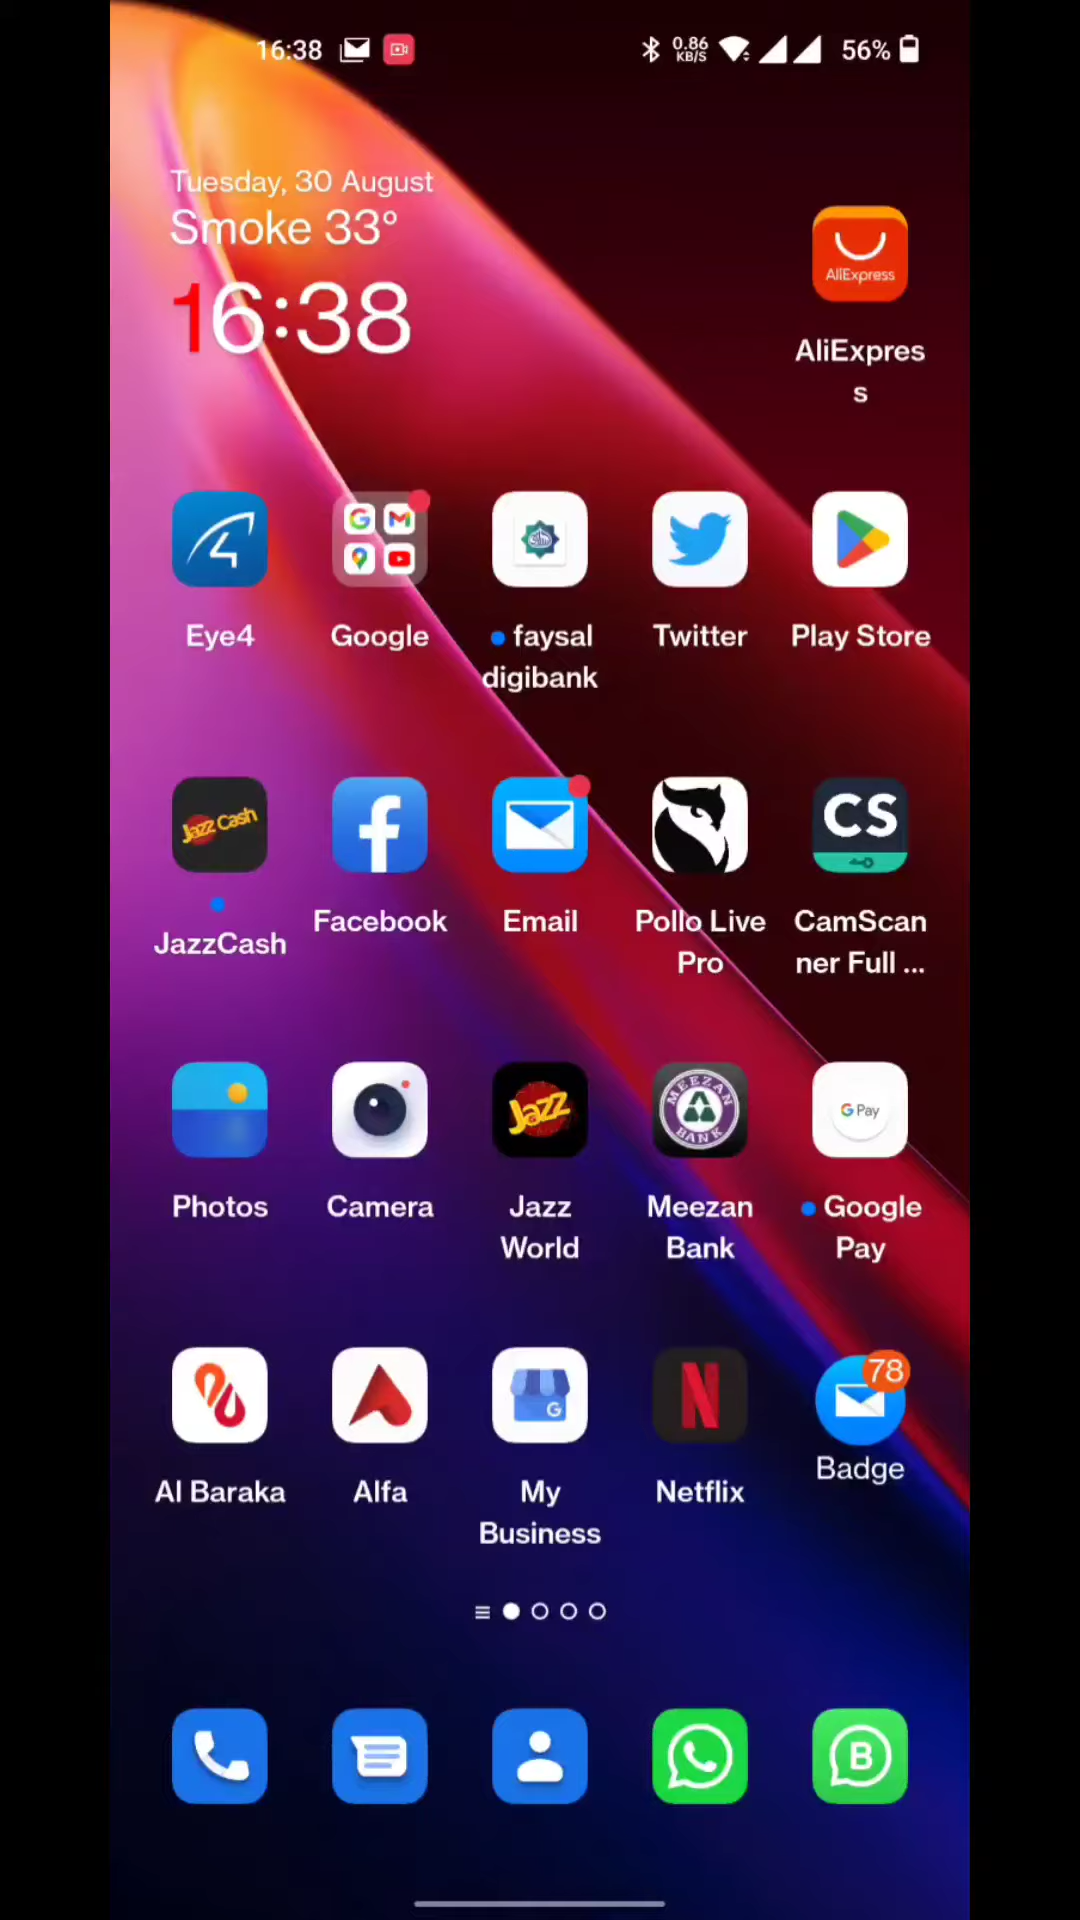 16:38
0.86
KB/S
56%
Tuesday, 30 August
Smoke 33°
16:38
AliExpress
AliExpres
s
Eye4
Google
faysal
digibank
Twitter
Play Store
Jazz Cash
CS
JazzCash
Facebook
Email
Pollo Live
Pro
CamScan
ner Full ...
Jazz
MEEZAN
BANK
G Pay
Photos
Camera
Jazz
World
Meezan
Bank
Google
Pay
G
N
78
Al Baraka
Alfa
My
Business
Netflix
Badge
B